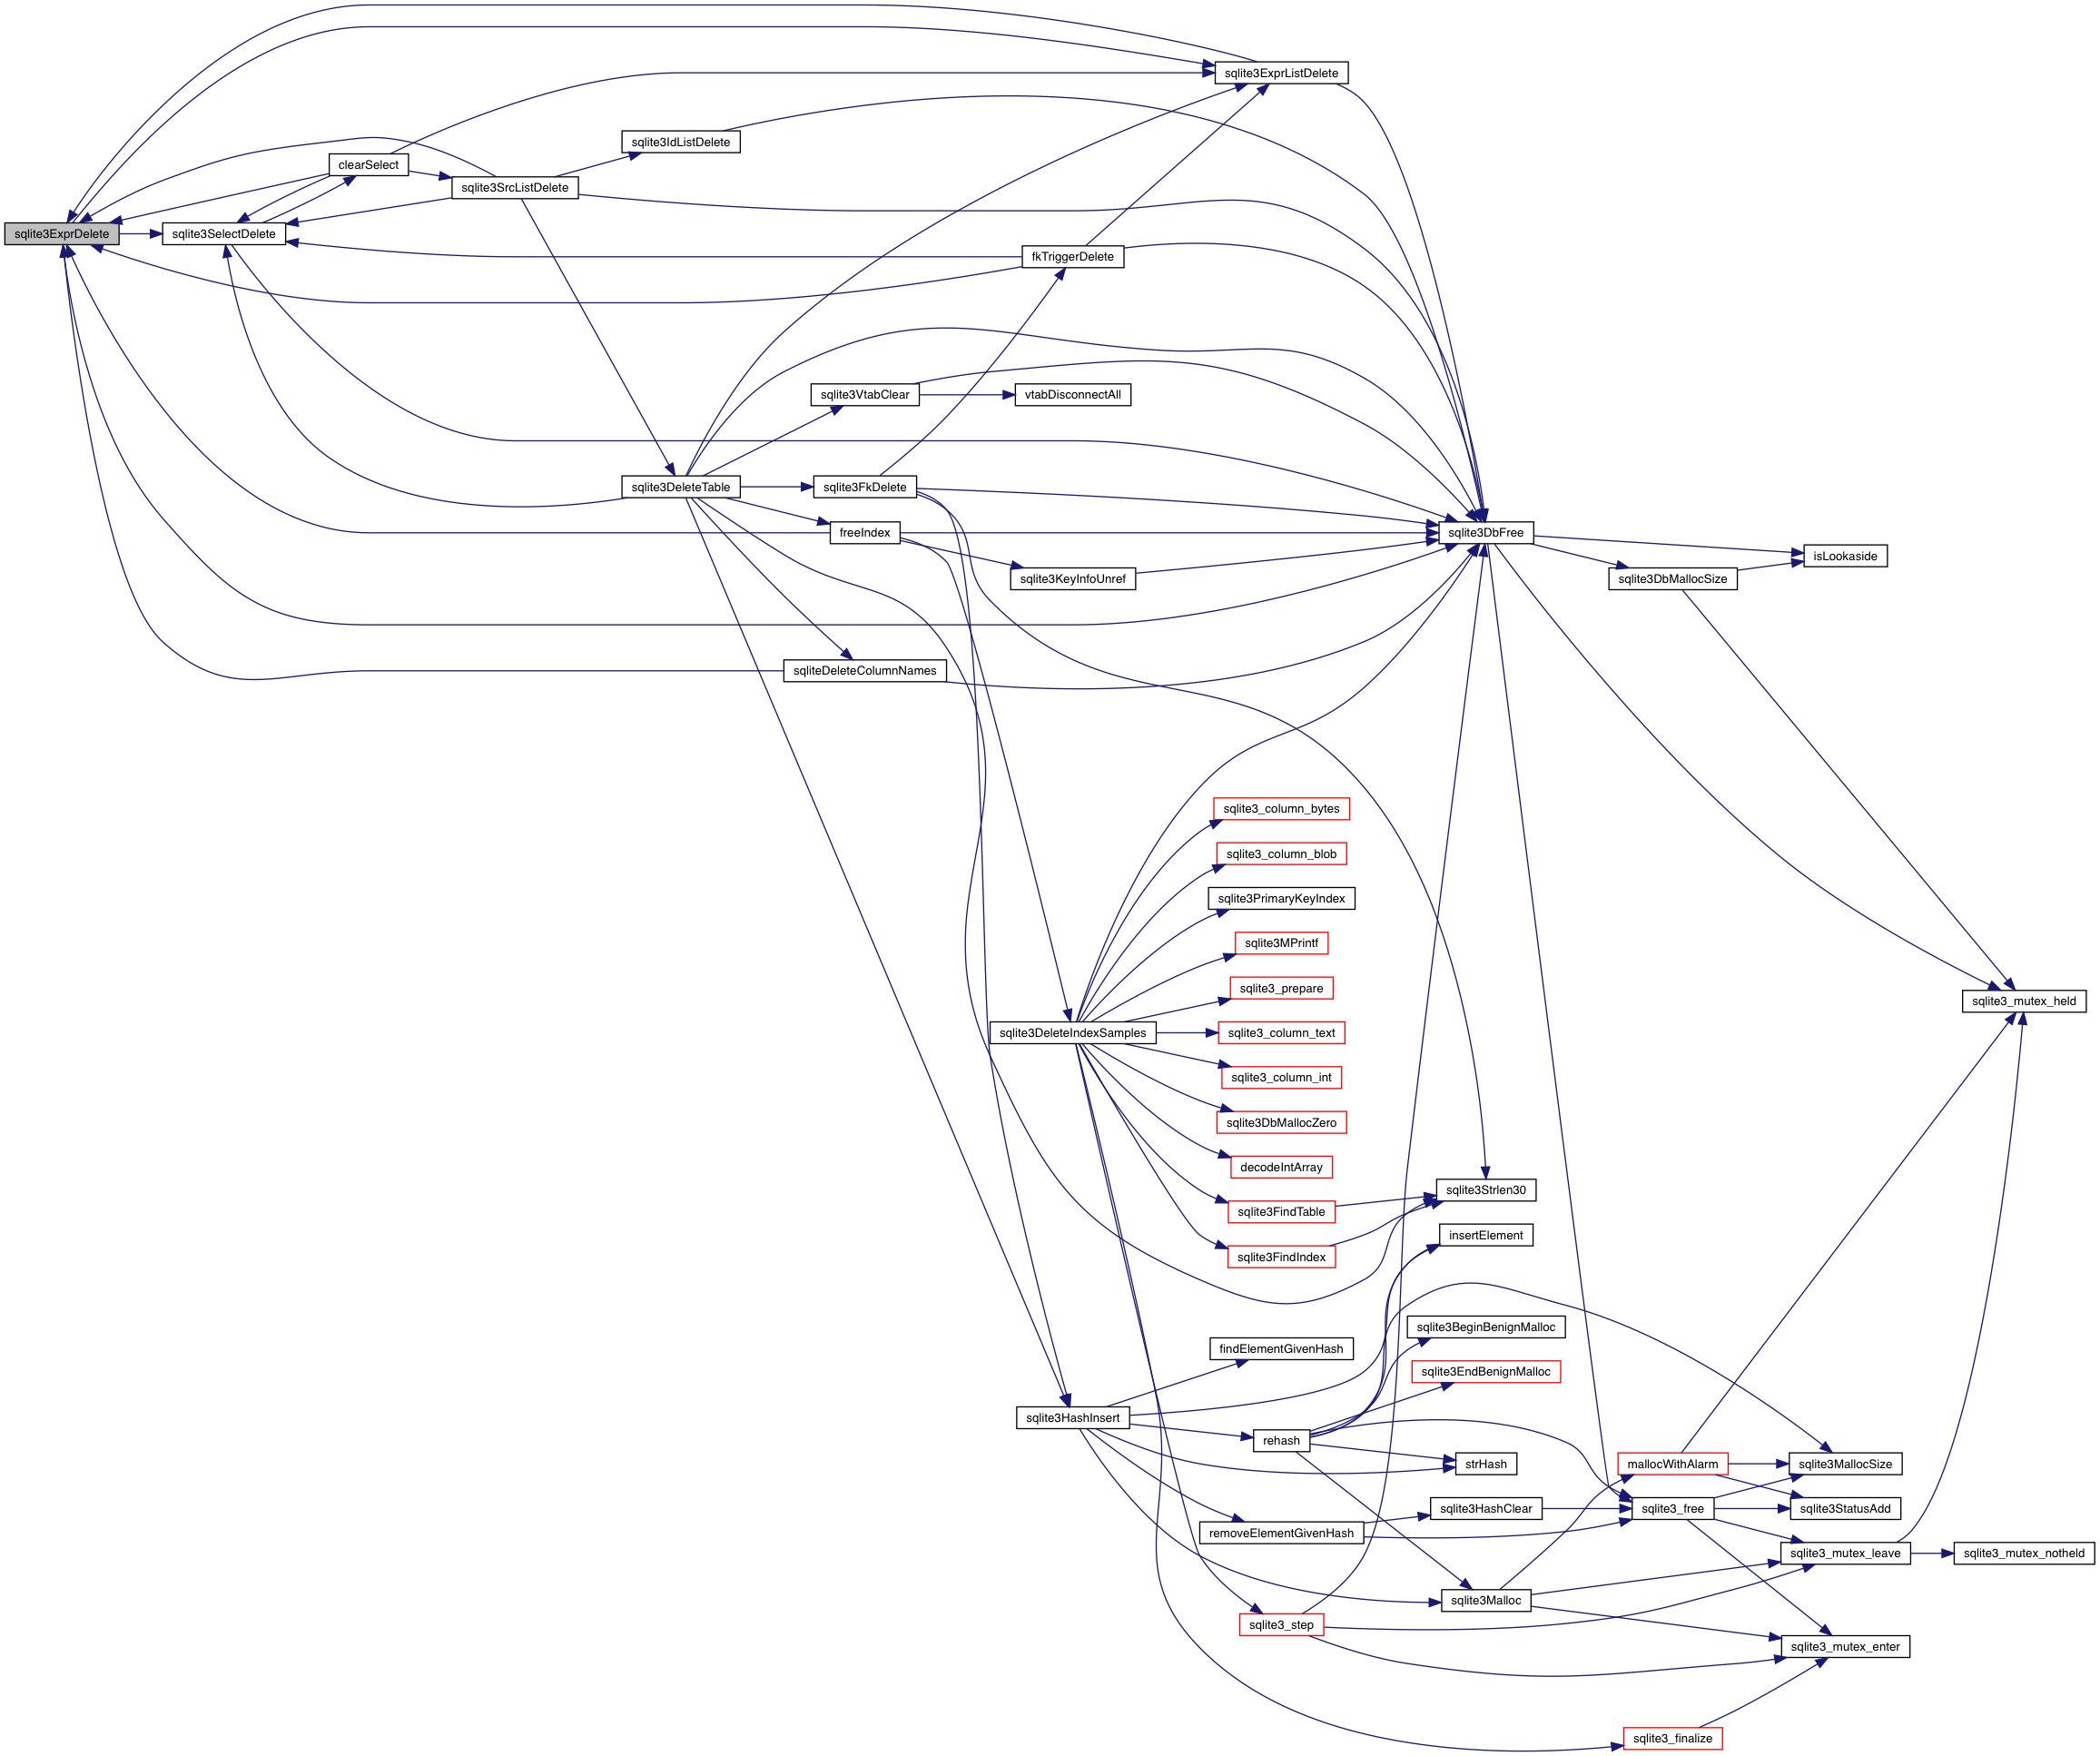 sqlite3ExprListDelete
sqlite3IdListDelete
clearSelect
sqlite3SrcListDelete
sqlite3ExprDelete
sqlite3SelectDelete
fkTriggerDelete
sqlite3VtabClear
vtabDisconnectAll
sqlite3DeleteTable
sqlite3FkDelete
freeIndex
sqlite3DbFree
isLookaside
sqlite3KeyInfoUnref
sqlite3DbMallocSize
sqliteDeleteColumnNames
sqlite3_column_bytes
sqlite3_column_blob
sqlite3PrimaryKeyIndex
sqlite3MPrintf
sqlite3_prepare
sqlite3_mutex_held
sqlite3DeleteIndexSamples
sqlite3_column_text
sqlite3_column_int
sqlite3DbMallocZero
decodeIntArray
sqlite3Strlen30
sqlite3FindTable
insertElement
sqlite3FindIndex
sqlite3BeginBenignMalloc
findElementGivenHash
sqlite3EndBenignMalloc
sqlite3HashInsert
rehash
strHash
mallocWithAlarm
sqlite3MallocSize
sqlite3HashClear
sqlite3_free
sqlite3StatusAdd
removeElementGivenHash
sqlite3_mutex_leave
sqlite3_mutex_notheld
sqlite3Malloc
sqlite3_step
sqlite3_mutex_enter
sqlite3_finalize